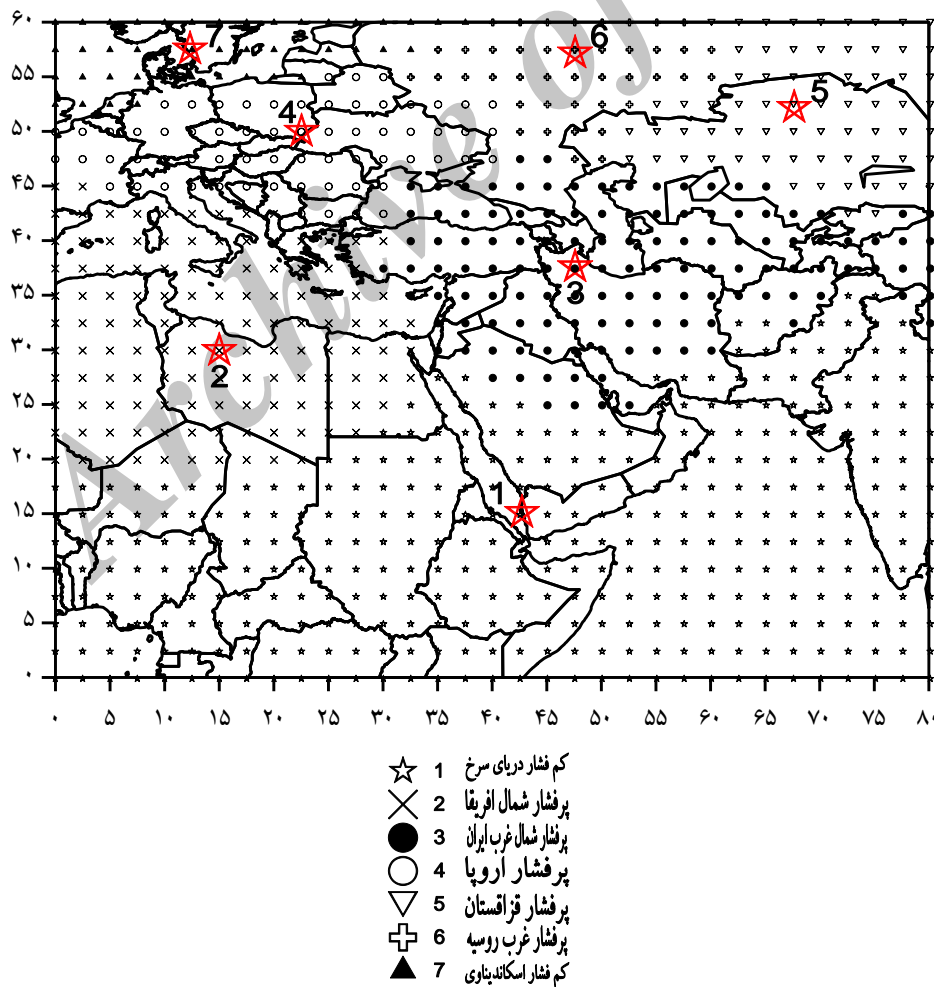 ۶۰
۵۵
۵۰
۴۵
۴۰
۳۵
۳۰
۲۵
۲۰
۱۵
۱۰
۵
۰
۰ ۵ ۱۰ ۱۵ ۲۰ ۲۵ ۳۰ ۳۵ ۴۰ ۴۵ ۵۰ ۵۵ ۶۰ ۶۵ ۷۰ ۷۵ ۸۰
7
6
5
4
3
2
1
Archive of
1 کم فشار دریای سرخ
2 پرفشار شمال افریقا
3 پرفشار شمال غرب ایران
4 پرفشار اروپا
5 پرفشار قزاقستان
6 پرفشار غرب روسیه
7 کم فشار اسکاندیناوی